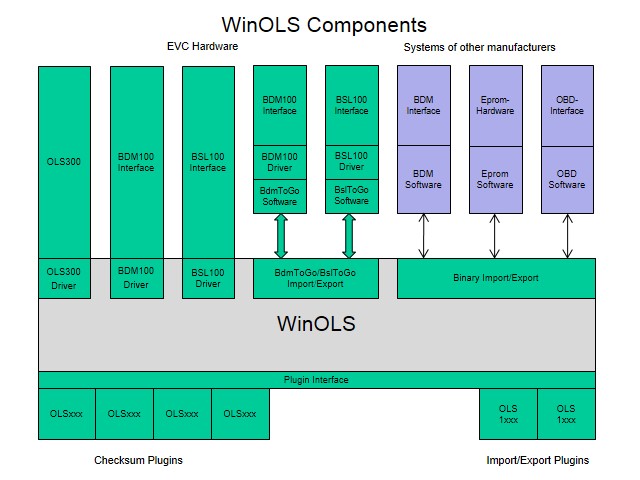 WinOLS Components
EVC Hardware
Systems of other manufacturers
OLS300
BDM100
Interface
BSL100
Interface
BDM100
Interface
BDM100
Driver
BdmToGo
Software
BSL100
Interface
BSL100
Driver
BslToGo
Software
BDM
Interface
BDM
Software
Eprom-
Hardware
Eprom
Software
OBD-
Interface
OBD
Software
OLS300
Driver
BDM100
Driver
BSL100
Driver
BdmToGo/BslToGo
Import/Export
Binary Import/Export
WinOLS
Plugin Interface
OLSxxx
OLSxxx
OLSxxx
OLSxxx
OLS
1xxx
OLS
1xxx
Checksum Plugins
Import/Export Plugins